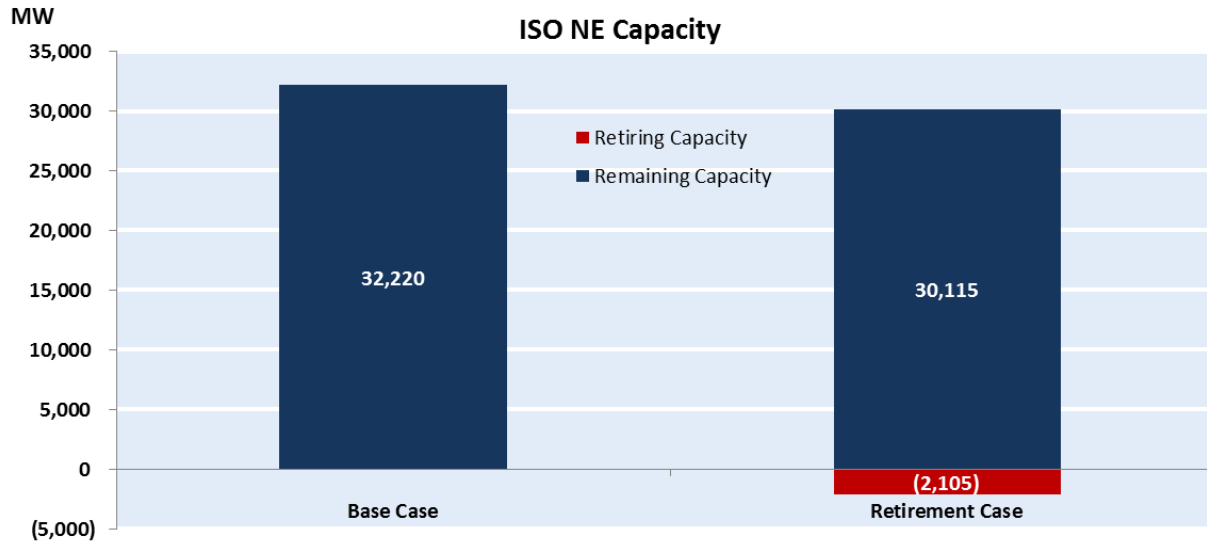 MW
ISO NE Capacity
35,000
30,000
25,000
20,000
15,000
10,000
5,000
0
(5,000)
Retiring Capacity
Remaining Capacity
32,220
30,115
(2,105)
Base Case
Retirement Case